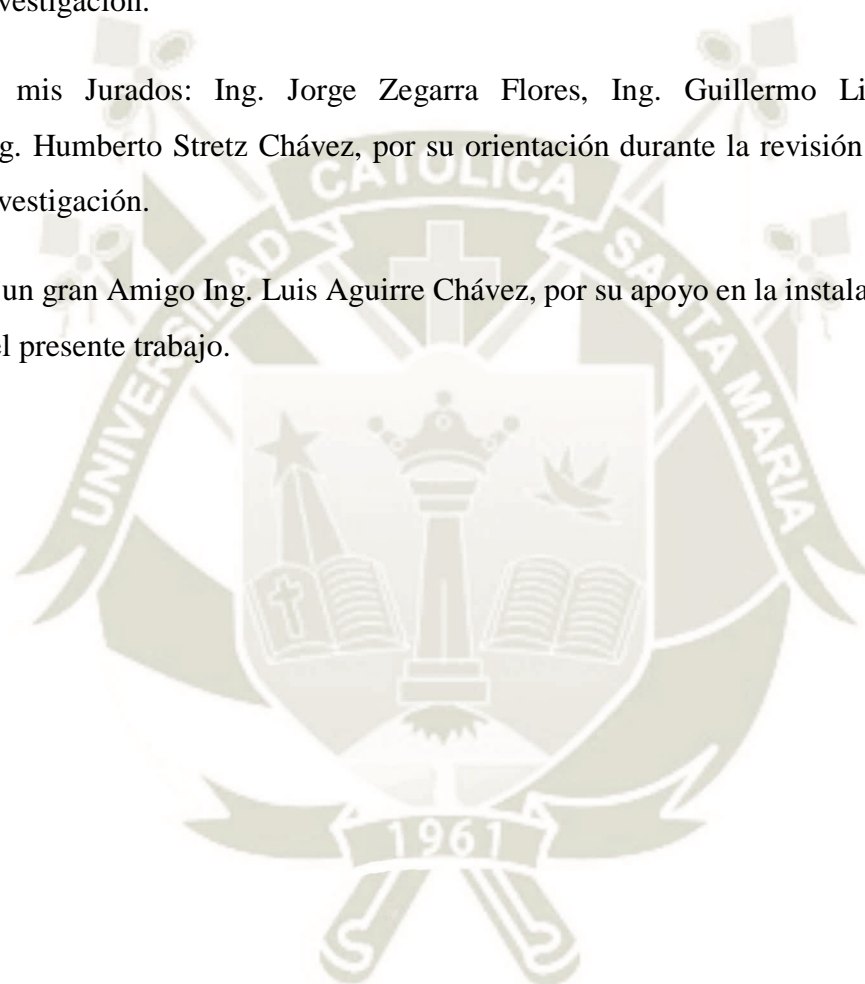 vestigación.
mis Jurados: Ing. Jorge Zegarra Flores, Ing. Guillermo Li
g. Humberto Stretz Chávez, por su orientación durante la revisión
vestigación.
un gran Amigo Ing. Luis Aguirre Chávez, por su apoyo en la instala
el presente trabajo.
UNIVERSIDAD CATOLICA SANTA MARIA
1961